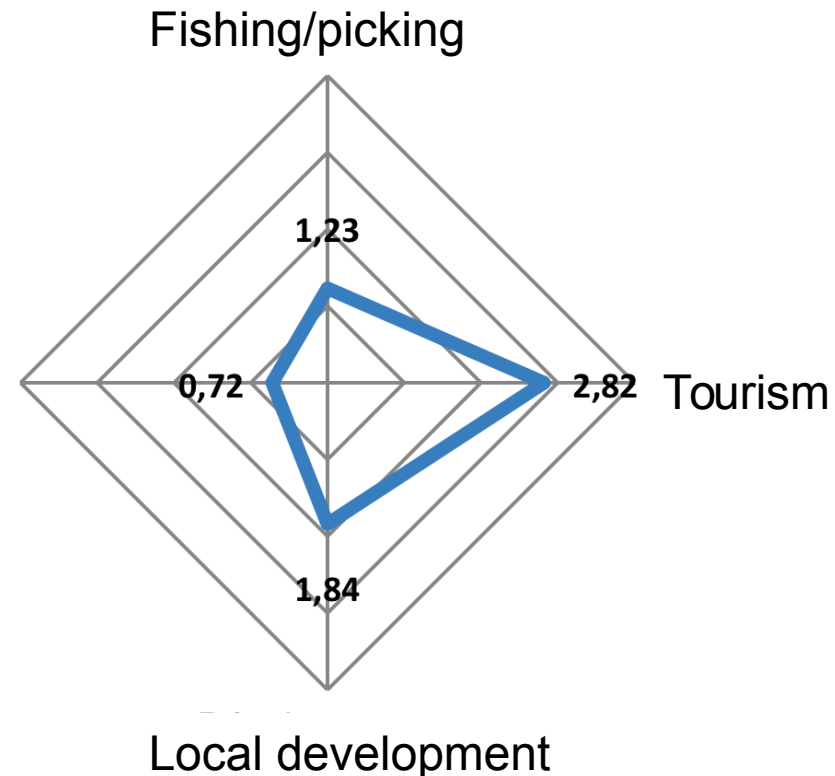 Fishing/picking
1,23
0,72
2,82
Tourism
1,84
Local development